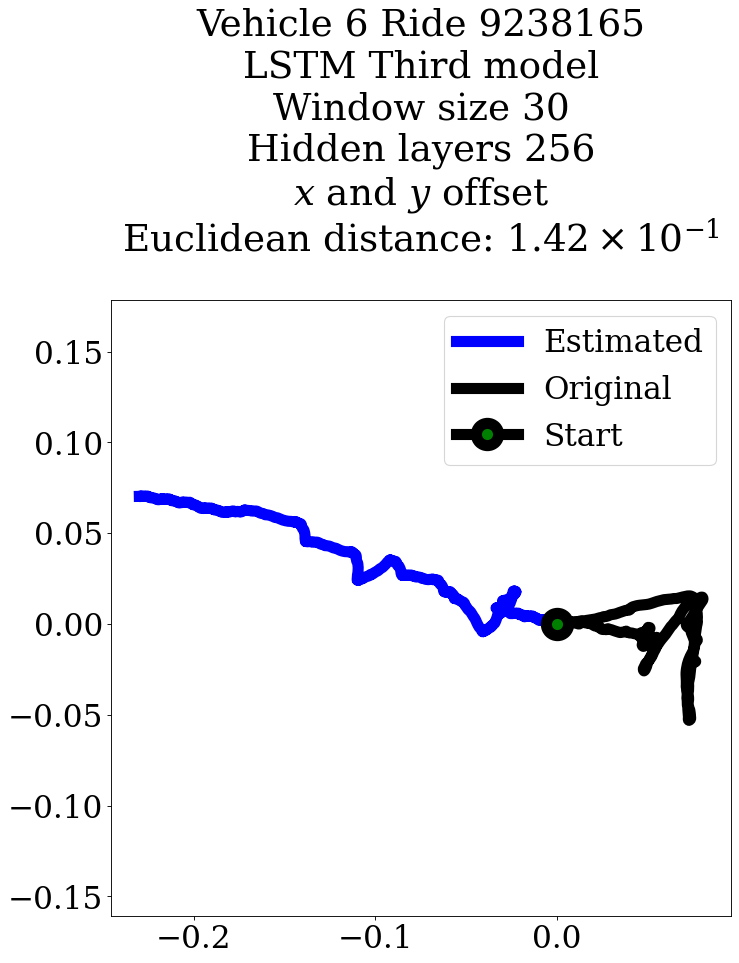 Vehicle 6 Ride 9238165
LSTM Third model
Window size 30
Hidden layers 256
x and y offset
Euclidean distance: 1.42 × 10⁻¹
Estimated
Original
Start
0.15
0.10
0.05
0.00
−0.05
−0.10
−0.15
−0.2 −0.1 0.0